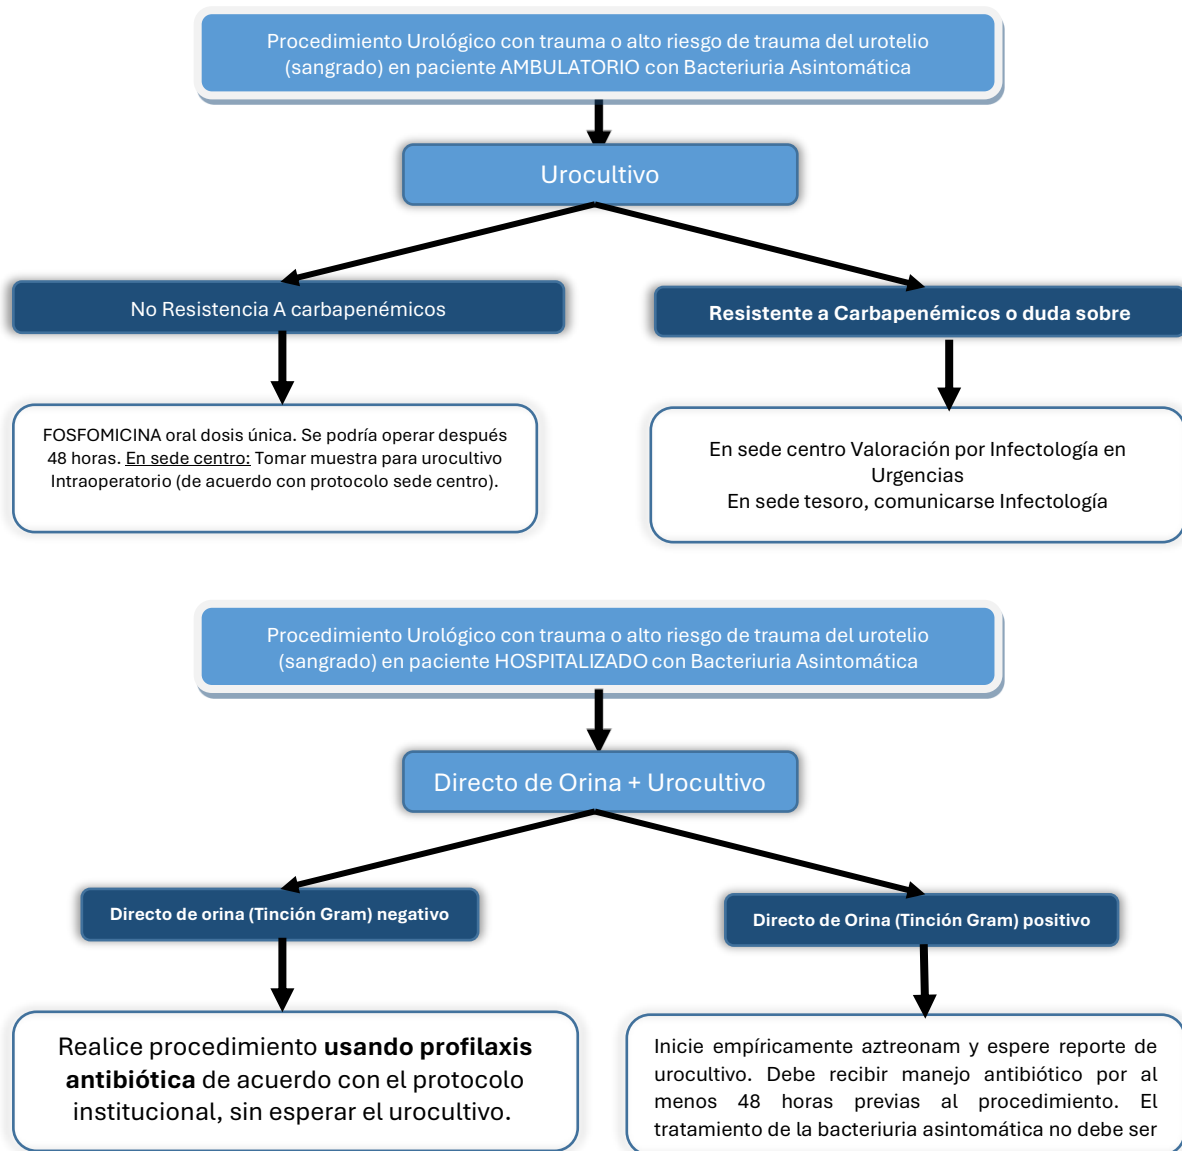 Procedimiento Urológico con trauma o alto riesgo de trauma del urotelio
(sangrado) en paciente AMBULATORIO con Bacteriuria Asintomática
Urocultivo
No Resistencia A carbapenémicos
Resistente a Carbapenémicos o duda sobre
FOSFOMICINA oral dosis única. Se podría operar después
48 horas. En sede centro: Tomar muestra para urocultivo
Intraoperatorio (de acuerdo con protocolo sede centro).
En sede centro Valoración por Infectología en
Urgencias
En sede tesoro, comunicarse Infectología
Procedimiento Urológico con trauma o alto riesgo de trauma del urotelio
(sangrado) en paciente HOSPITALIZADO con Bacteriuria Asintomática
Directo de Orina + Urocultivo
Directo de orina (Tinción Gram) negativo
Directo de Orina (Tinción Gram) positivo
Realice procedimiento usando profilaxis
antibiótica de acuerdo con el protocolo
institucional, sin esperar el urocultivo.
Inicie empíricamente aztreonam y espere reporte de
urocultivo. Debe recibir manejo antibiótico por al
menos 48 horas previas al procedimiento. El
tratamiento de la bacteriuria asintomática no debe ser